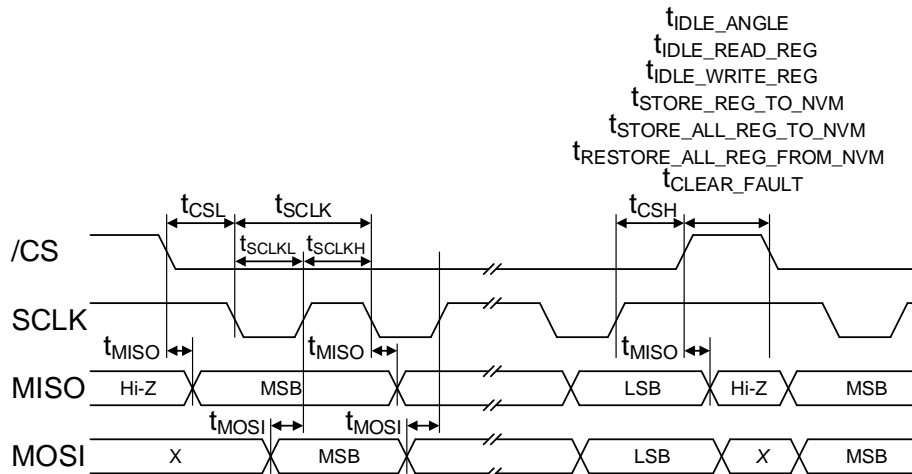 tIDLE_ANGLE
tIDLE_READ_REG
tIDLE_WRITE_REG
tSTORE_REG_TO_NVM
tSTORE_ALL_REG_TO_NVM
tRESTORE_ALL_REG_FROM_NVM
tCLEAR_FAULT
tCSL tSCLK tCSH
/CS tSCLKL tSCLKH
SCLK
tMISO tMISO tMISO
MISO Hi-Z MSB LSB Hi-Z MSB
tMOSI tMOSI
MOSI X MSB LSB X MSB